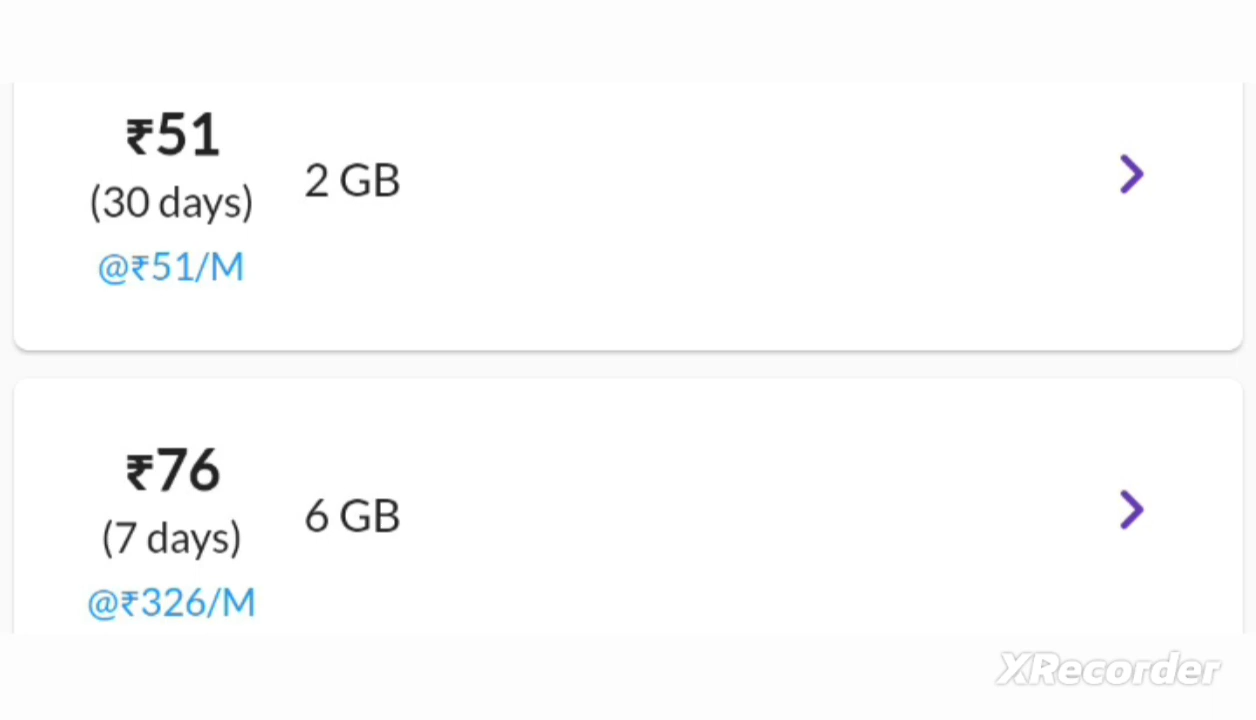 ₹51
(30 days)
@₹51/M
2 GB
₹76
(7 days)
@₹326/M
6 GB
XRecorder